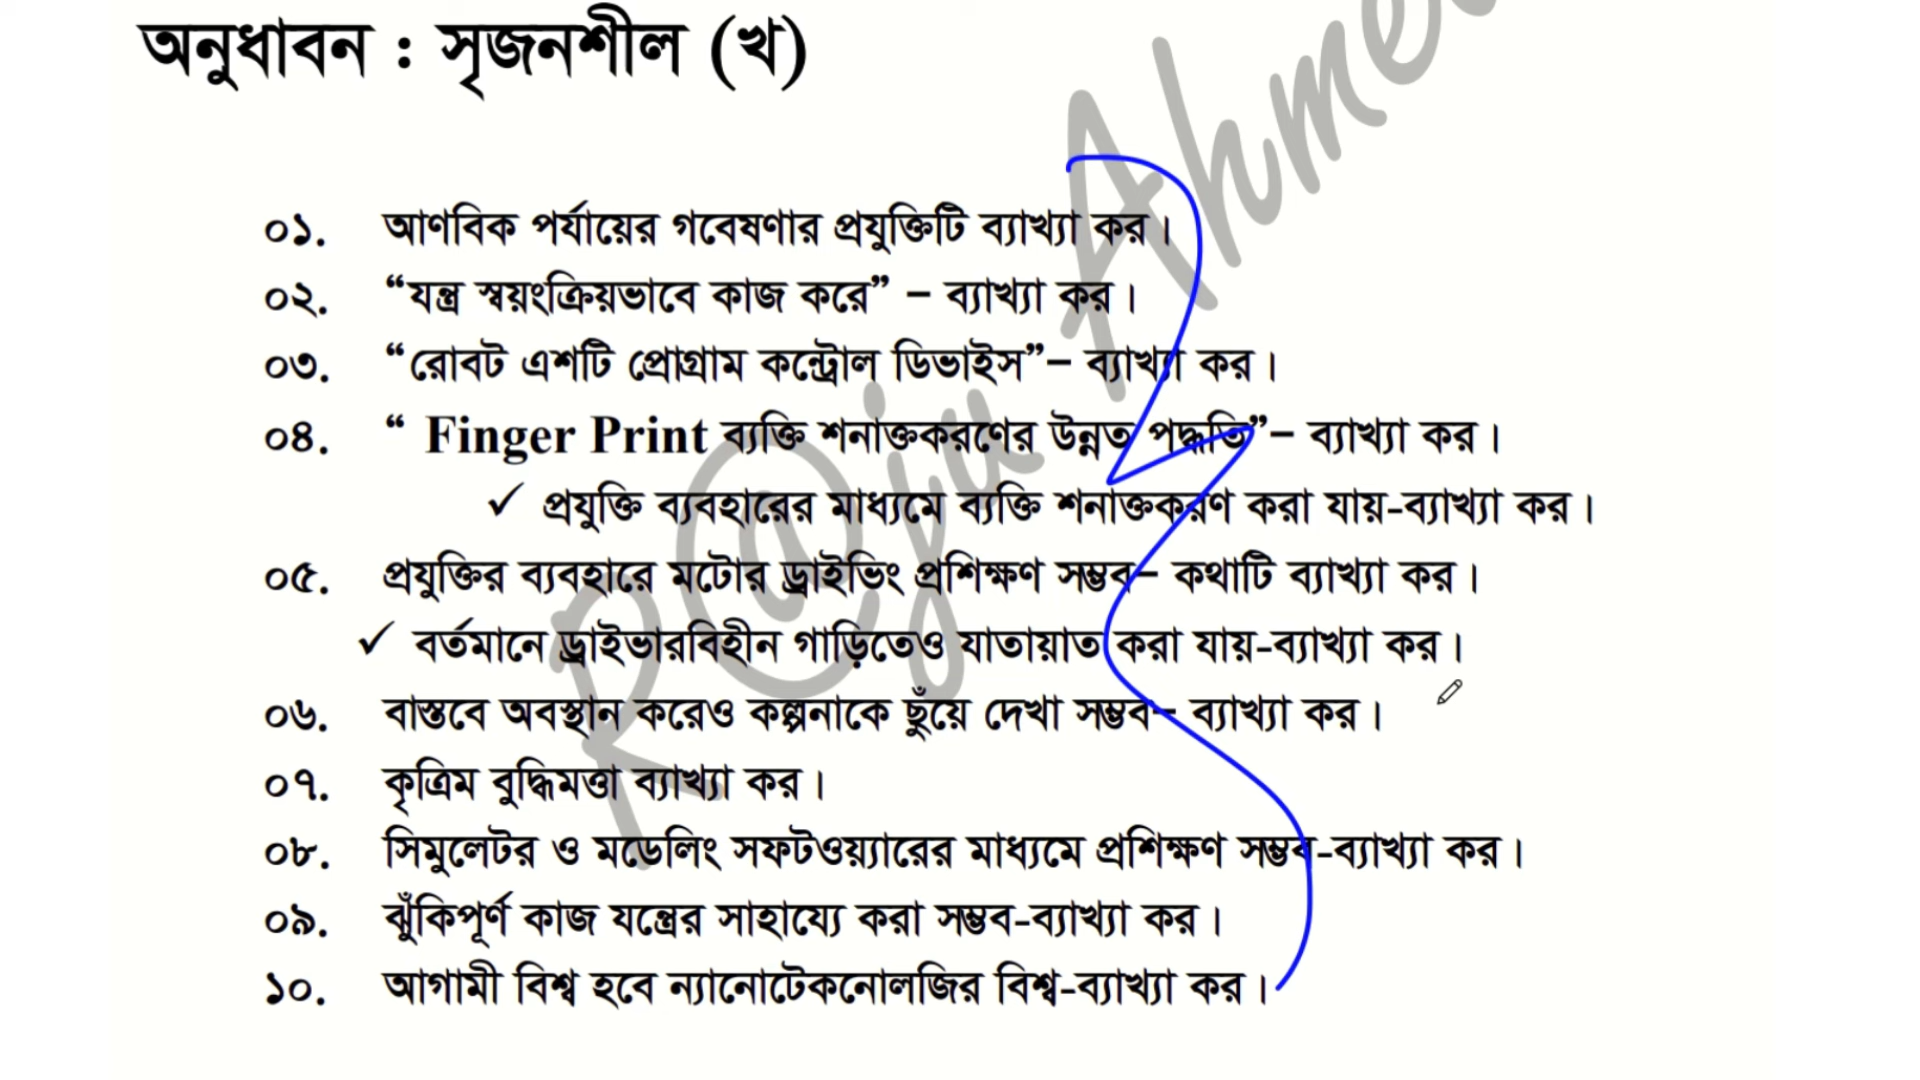 অনুধাবন : সৃজনশীল (খ)
০১. আণবিক পর্যায়ের গবেষণার প্রযুক্তিটি ব্যাখ্যা কর।
০২. “যন্ত্র স্বয়ংক্রিয়ভাবে কাজ করে” – ব্যাখ্যা কর।
০৩. “রোবট এশটি প্রোগ্রাম কন্ট্রোল ডিভাইস”– ব্যাখ্যা কর।
০৪. “ Finger Print ব্যক্তি শনাক্তকরণের উন্নত পদ্ধতি”– ব্যাখ্যা কর।
✓ প্রযুক্তি ব্যবহারের মাধ্যমে ব্যক্তি শনাক্তকরণ করা যায়-ব্যাখ্যা কর।
০৫. প্রযুক্তির ব্যবহারে মটোর ড্রাইভিং প্রশিক্ষণ সম্ভব– কথাটি ব্যাখ্যা কর।
✓ বর্তমানে ড্রাইভারবিহীন গাড়িতেও যাতায়াত করা যায়-ব্যাখ্যা কর।
০৬. বাস্তবে অবস্থান করেও কল্পনাকে ছুঁয়ে দেখা সম্ভব– ব্যাখ্যা কর।
০৭. কৃত্রিম বুদ্ধিমত্তা ব্যাখ্যা কর।
০৮. সিমুলেটর ও মডেলিং সফটওয়্যারের মাধ্যমে প্রশিক্ষণ সম্ভব-ব্যাখ্যা কর।
০৯. ঝুঁকিপূর্ণ কাজ যন্ত্রের সাহায্যে করা সম্ভব-ব্যাখ্যা কর।
১০. আগামী বিশ্ব হবে ন্যানোটেকনোলজির বিশ্ব-ব্যাখ্যা কর।
R@ju Ahme